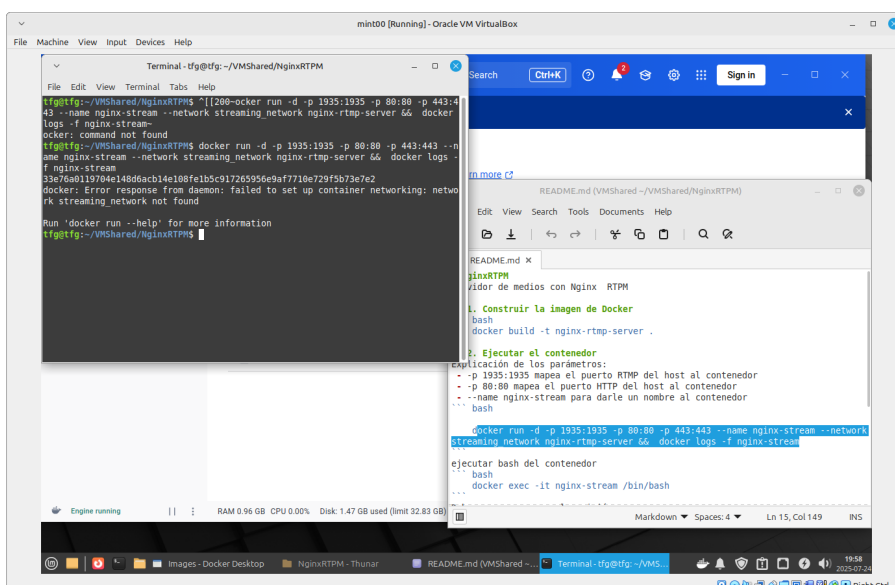 mint00 [Running] - Oracle VM VirtualBox
File Machine View Input Devices Help
Terminal - tfg@tfg: ~/VMShared/NginxRTPM
File Edit View Terminal Tabs Help
tfg@tfg:~/VMShared/NginxRTPM$ ^[[200~ocker run -d -p 1935:1935 -p 80:80 -p 443:4
43 --name nginx-stream --network streaming_network nginx-rtmp-server && docker
logs -f nginx-stream~
ocker: command not found
tfg@tfg:~/VMShared/NginxRTPM$ docker run -d -p 1935:1935 -p 80:80 -p 443:443 --n
ame nginx-stream --network streaming_network nginx-rtmp-server && docker logs -
f nginx-stream
33e76a0119704e148d6acb14e108fe1b5c917265956e9af7710e729f5b73e7e2
docker: Error response from daemon: failed to set up container networking: netwo
rk streaming_network not found
Run 'docker run --help' for more information
tfg@tfg:~/VMShared/NginxRTPM$
Search
Ctrl+K
2
Sign in
rn more
README.md (VMShared ~/VMShared/NginxRTPM)
Edit View Search Tools Documents Help
README.md
ginxRTPM
vidor de medios con Nginx RTPM
1. Construir la imagen de Docker
bash
docker build -t nginx-rtmp-server .
2. Ejecutar el contenedor
Explicación de los parámetros:
- -p 1935:1935 mapea el puerto RTMP del host al contenedor
- -p 80:80 mapea el puerto HTTP del host al contenedor
- --name nginx-stream para darle un nombre al contenedor
``` bash
docker run -d -p 1935:1935 -p 80:80 -p 443:443 --name nginx-stream --network
streaming_network nginx-rtmp-server && docker logs -f nginx-stream
```
ejecutar bash del contenedor
``` bash
docker exec -it nginx-stream /bin/bash
```
Markdown Spaces: 4 Ln 15, Col 149 INS
Engine running
RAM 0.96 GB CPU 0.00% Disk: 1.47 GB used (limit 32.83 GB)
Images - Docker Desktop
NginxRTPM - Thunar
README.md (VMShared ~...
Terminal - tfg@tfg: ~/VMS...
19:58
2025-07-24
Right Ctrl